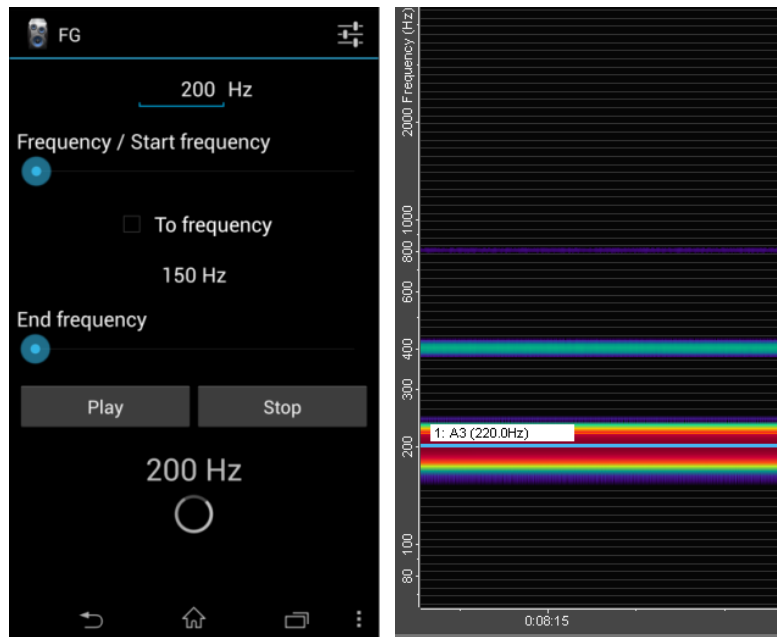 FG
200 Hz
Frequency / Start frequency
To frequency
150 Hz
End frequency
Play
Stop
200 Hz
2000 Frequency (Hz)
1000
800
600
400
300
1: A3 (220.0Hz)
200
100
80
0:08:15